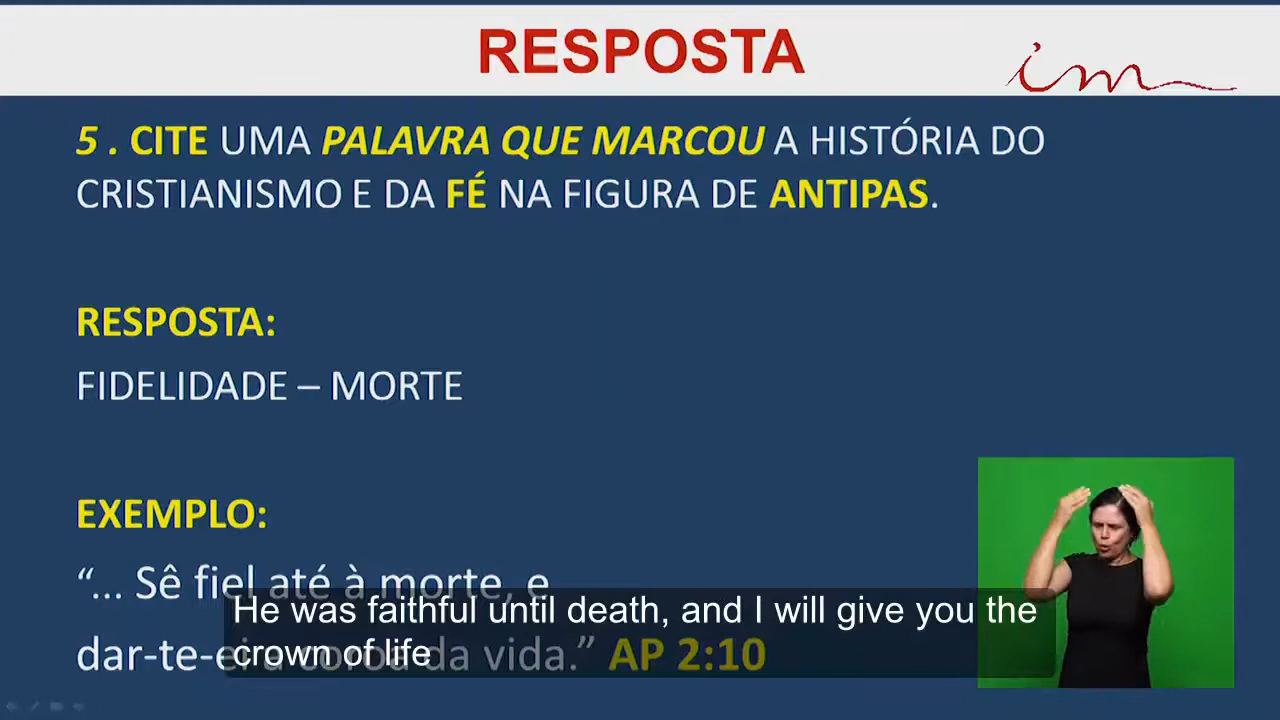 RESPOSTA
im
5 . CITE UMA PALAVRA QUE MARCOU A HISTÓRIA DO
CRISTIANISMO E DA FÉ NA FIGURA DE ANTIPAS.
RESPOSTA:
FIDELIDADE – MORTE
EXEMPLO:
“... Sê fiel até à morte, e
dar-te-ei a coroa da vida.” AP 2:10
He was faithful until death, and I will give you the
crown of life